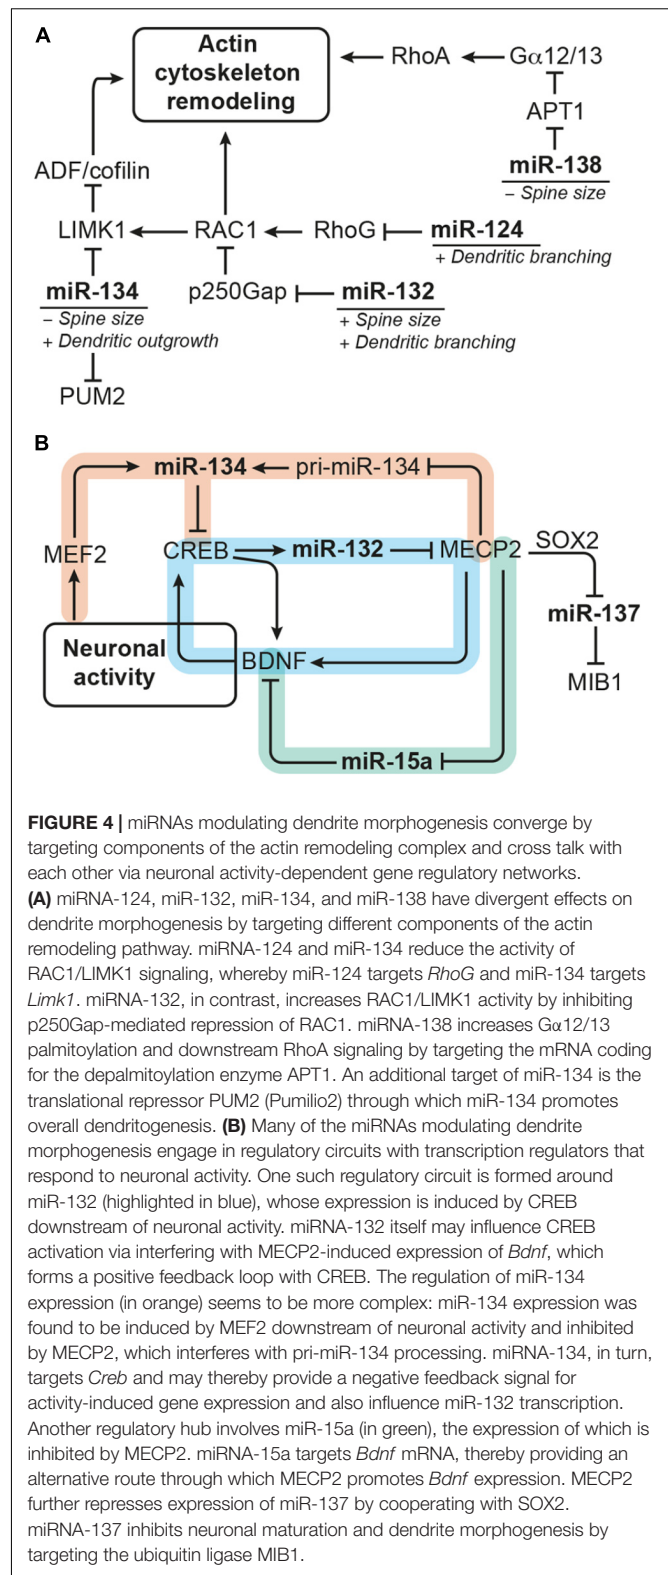 A
Actin
cytoskeleton
remodeling
RhoA
Gα12/13
APT1
miR-138
– Spine size
ADF/cofilin
LIMK1
RAC1
RhoG
miR-124
+ Dendritic branching
miR-134
– Spine size
+ Dendritic outgrowth
p250Gap
miR-132
+ Spine size
+ Dendritic branching
PUM2
B
miR-134
pri-miR-134
MEF2
CREB
miR-132
MECP2
SOX2
miR-137
MIB1
Neuronal
activity
BDNF
miR-15a
FIGURE 4 | miRNAs modulating dendrite morphogenesis converge by
targeting components of the actin remodeling complex and cross talk with
each other via neuronal activity-dependent gene regulatory networks.
(A) miRNA-124, miR-132, miR-134, and miR-138 have divergent effects on
dendrite morphogenesis by targeting different components of the actin
remodeling pathway. miRNA-124 and miR-134 reduce the activity of
RAC1/LIMK1 signaling, whereby miR-124 targets RhoG and miR-134 targets
Limk1. miRNA-132, in contrast, increases RAC1/LIMK1 activity by inhibiting
p250Gap-mediated repression of RAC1. miRNA-138 increases Gα12/13
palmitoylation and downstream RhoA signaling by targeting the mRNA coding
for the depalmitoylation enzyme APT1. An additional target of miR-134 is the
translational repressor PUM2 (Pumilio2) through which miR-134 promotes
overall dendritogenesis. (B) Many of the miRNAs modulating dendrite
morphogenesis engage in regulatory circuits with transcription regulators that
respond to neuronal activity. One such regulatory circuit is formed around
miR-132 (highlighted in blue), whose expression is induced by CREB
downstream of neuronal activity. miRNA-132 itself may influence CREB
activation via interfering with MECP2-induced expression of Bdnf, which
forms a positive feedback loop with CREB. The regulation of miR-134
expression (in orange) seems to be more complex: miR-134 expression was
found to be induced by MEF2 downstream of neuronal activity and inhibited
by MECP2, which interferes with pri-miR-134 processing. miRNA-134, in turn,
targets Creb and may thereby provide a negative feedback signal for
activity-induced gene expression and also influence miR-132 transcription.
Another regulatory hub involves miR-15a (in green), the expression of which is
inhibited by MECP2. miRNA-15a targets Bdnf mRNA, thereby providing an
alternative route through which MECP2 promotes Bdnf expression. MECP2
further represses expression of miR-137 by cooperating with SOX2.
miRNA-137 inhibits neuronal maturation and dendrite morphogenesis by
targeting the ubiquitin ligase MIB1.